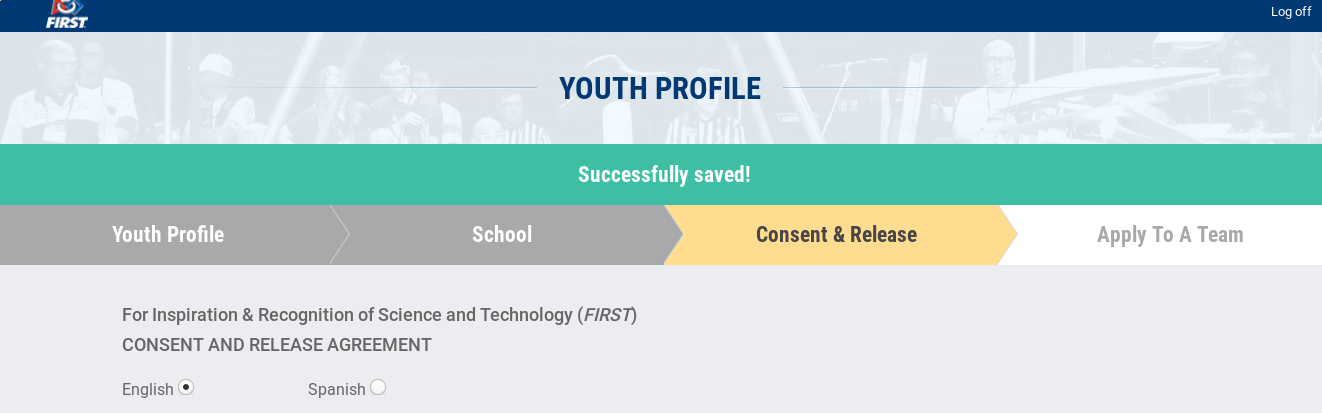 FIRST
Log off
YOUTH PROFILE
Successfully saved!
Youth Profile School Consent & Release Apply To A Team
For Inspiration & Recognition of Science and Technology (FIRST)
CONSENT AND RELEASE AGREEMENT
English Spanish